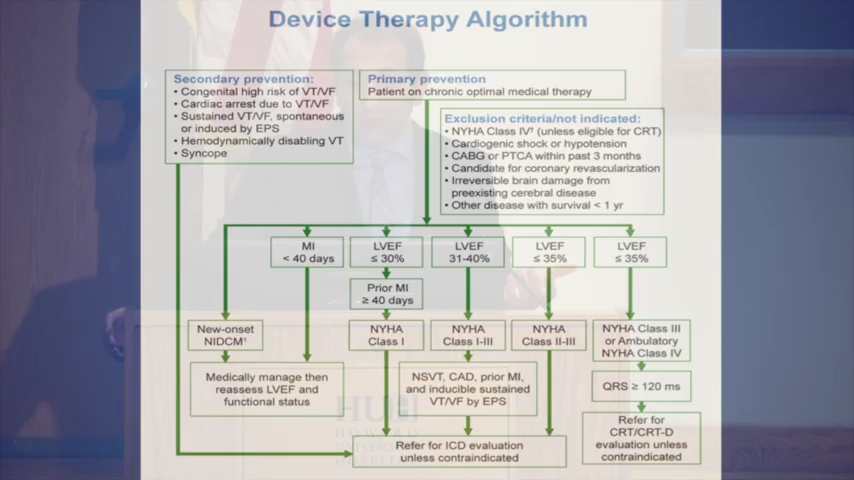 Device Therapy Algorithm
Secondary prevention:
• Congenital high risk of VT/VF
• Cardiac arrest due to VT/VF
• Sustained VT/VF, spontaneous
or induced by EPS
• Hemodynamically disabling VT
• Syncope
Primary prevention
Patient on chronic optimal medical therapy
Exclusion criteria/not indicated:
• NYHA Class IV† (unless eligible for CRT)
• Cardiogenic shock or hypotension
• CABG or PTCA within past 3 months
• Candidate for coronary revascularization
• Irreversible brain damage from
preexisting cerebral disease
• Other disease with survival < 1 yr
MI
< 40 days
LVEF
≤ 30%
LVEF
31-40%
LVEF
≤ 35%
LVEF
≤ 35%
Prior MI
≥ 40 days
New-onset
NIDCM¹
NYHA
Class I
NYHA
Class I-III
NYHA
Class II-III
NYHA Class III
or Ambulatory
NYHA Class IV
Medically manage then
reassess LVEF and
functional status
NSVT, CAD, prior MI,
and inducible sustained
VT/VF by EPS
QRS ≥ 120 ms
Refer for ICD evaluation
unless contraindicated
Refer for
CRT/CRT-D
evaluation unless
contraindicated
HOWARD
UNIVERSITY
HOSPITAL